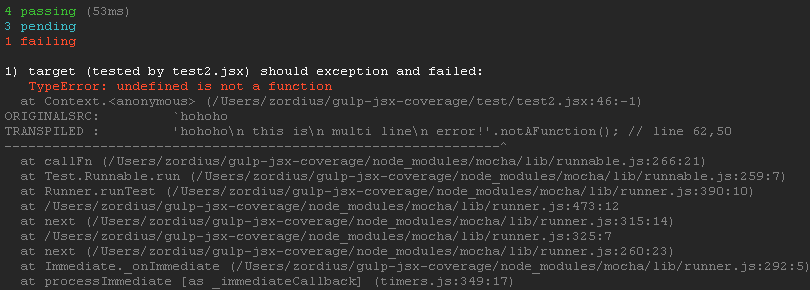 4 passing (53ms)
3 pending
1 failing
1) target (tested by test2.jsx) should exception and failed:
TypeError: undefined is not a function
at Context.<anonymous> (/Users/zordius/gulp-jsx-coverage/test/test2.jsx:46:-1)
ORIGINALSRC: `hohoho
TRANSPILED : 'hohoho\n this is\n multi line\n error!'.notAFunction(); // line 62,50
--------------------------------------------------------------^
at callFn (/Users/zordius/gulp-jsx-coverage/node_modules/mocha/lib/runnable.js:266:21)
at Test.Runnable.run (/Users/zordius/gulp-jsx-coverage/node_modules/mocha/lib/runnable.js:259:7)
at Runner.runTest (/Users/zordius/gulp-jsx-coverage/node_modules/mocha/lib/runner.js:390:10)
at /Users/zordius/gulp-jsx-coverage/node_modules/mocha/lib/runner.js:473:12
at next (/Users/zordius/gulp-jsx-coverage/node_modules/mocha/lib/runner.js:315:14)
at /Users/zordius/gulp-jsx-coverage/node_modules/mocha/lib/runner.js:325:7
at next (/Users/zordius/gulp-jsx-coverage/node_modules/mocha/lib/runner.js:260:23)
at Immediate._onImmediate (/Users/zordius/gulp-jsx-coverage/node_modules/mocha/lib/runner.js:292:5)
at processImmediate [as _immediateCallback] (timers.js:349:17)